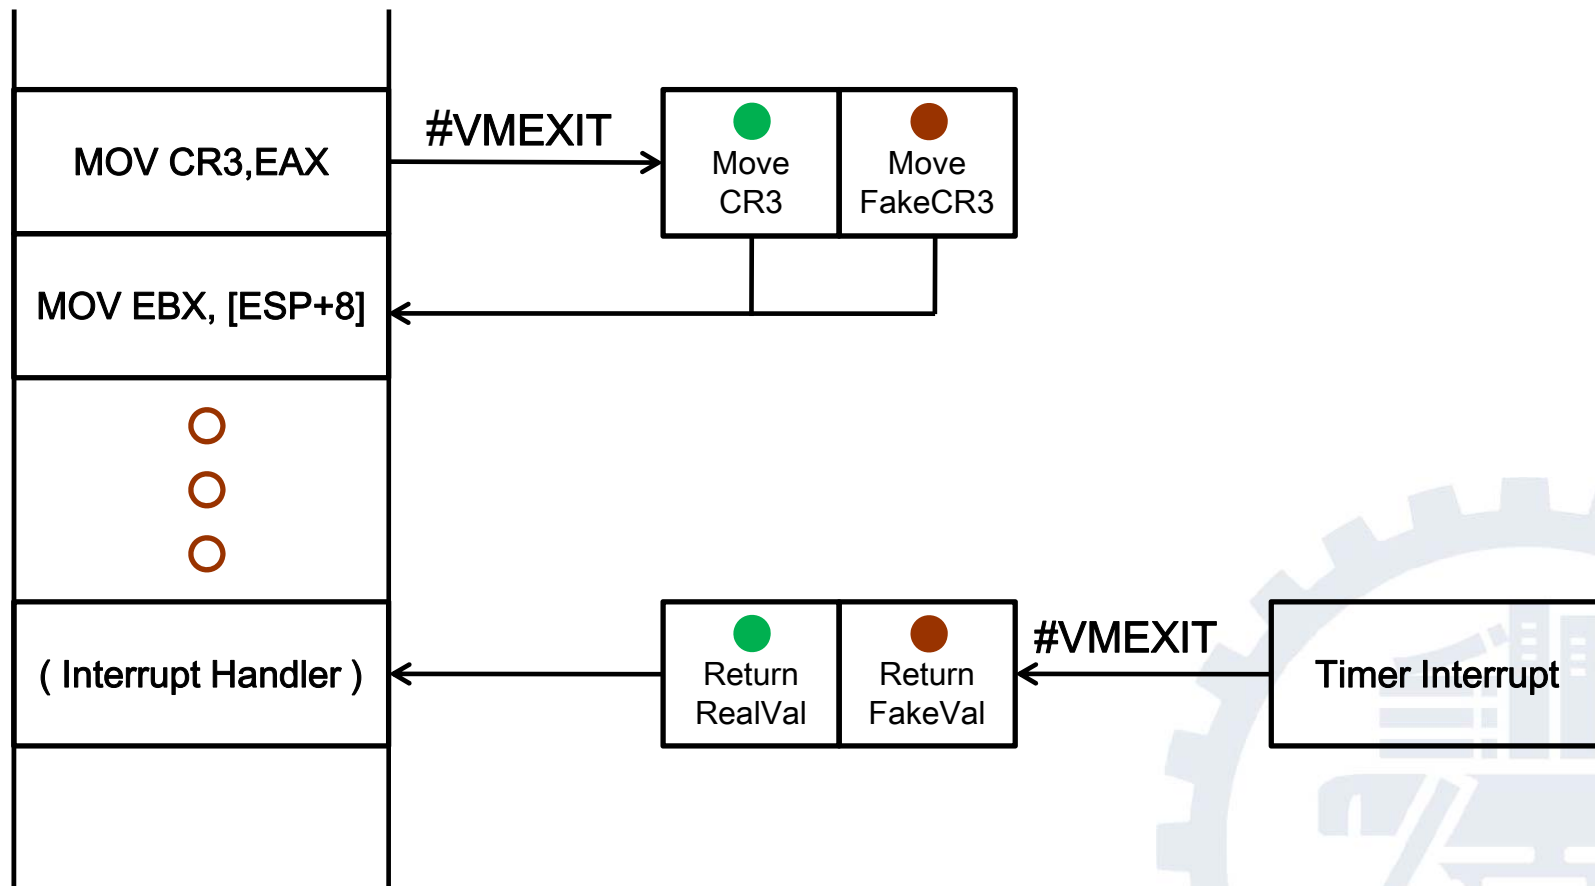 MOV CR3,EAX
#VMEXIT
Move
CR3
Move
FakeCR3
MOV EBX, [ESP+8]
( Interrupt Handler )
Return
RealVal
Return
FakeVal
#VMEXIT
Timer Interrupt